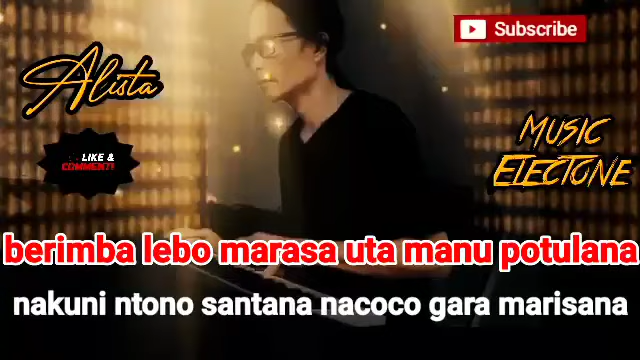 Subscribe
Alista
LIKE &
COMMENT!
MUSIC
ELECTONE
berimba lebo marasa uta manu potulana
nakuni ntono santana nacoco gara marisana